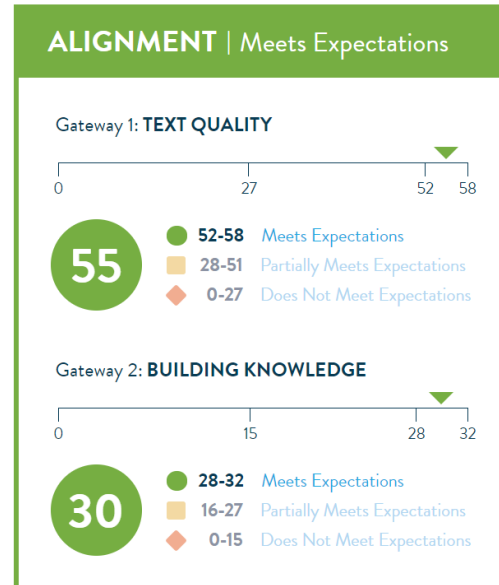 ALIGNMENT | Meets Expectations
Gateway 1: TEXT QUALITY
0 27 52 58
55
52-58 Meets Expectations
28-51 Partially Meets Expectations
0-27 Does Not Meet Expectations
Gateway 2: BUILDING KNOWLEDGE
0 15 28 32
30
28-32 Meets Expectations
16-27 Partially Meets Expectations
0-15 Does Not Meet Expectations